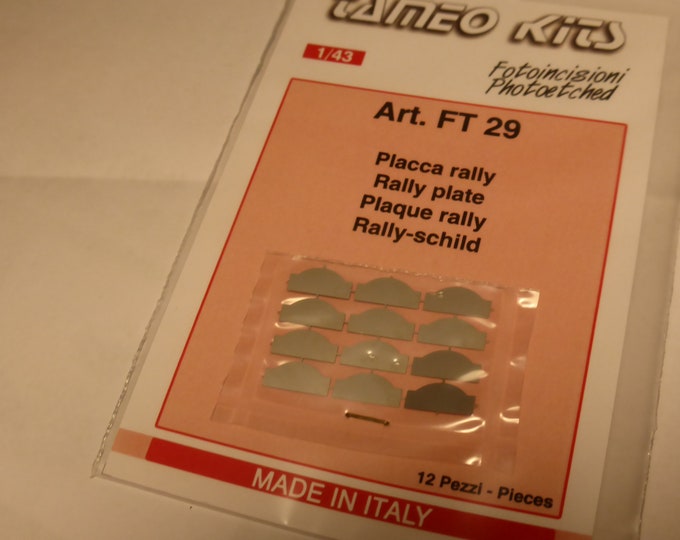 TAMEO KITS
1/43
Fotoincisioni
Photoetched
Art. FT 29
Placca rally
Rally plate
Plaque rally
Rally-schild
12 Pezzi - Pieces
MADE IN ITALY